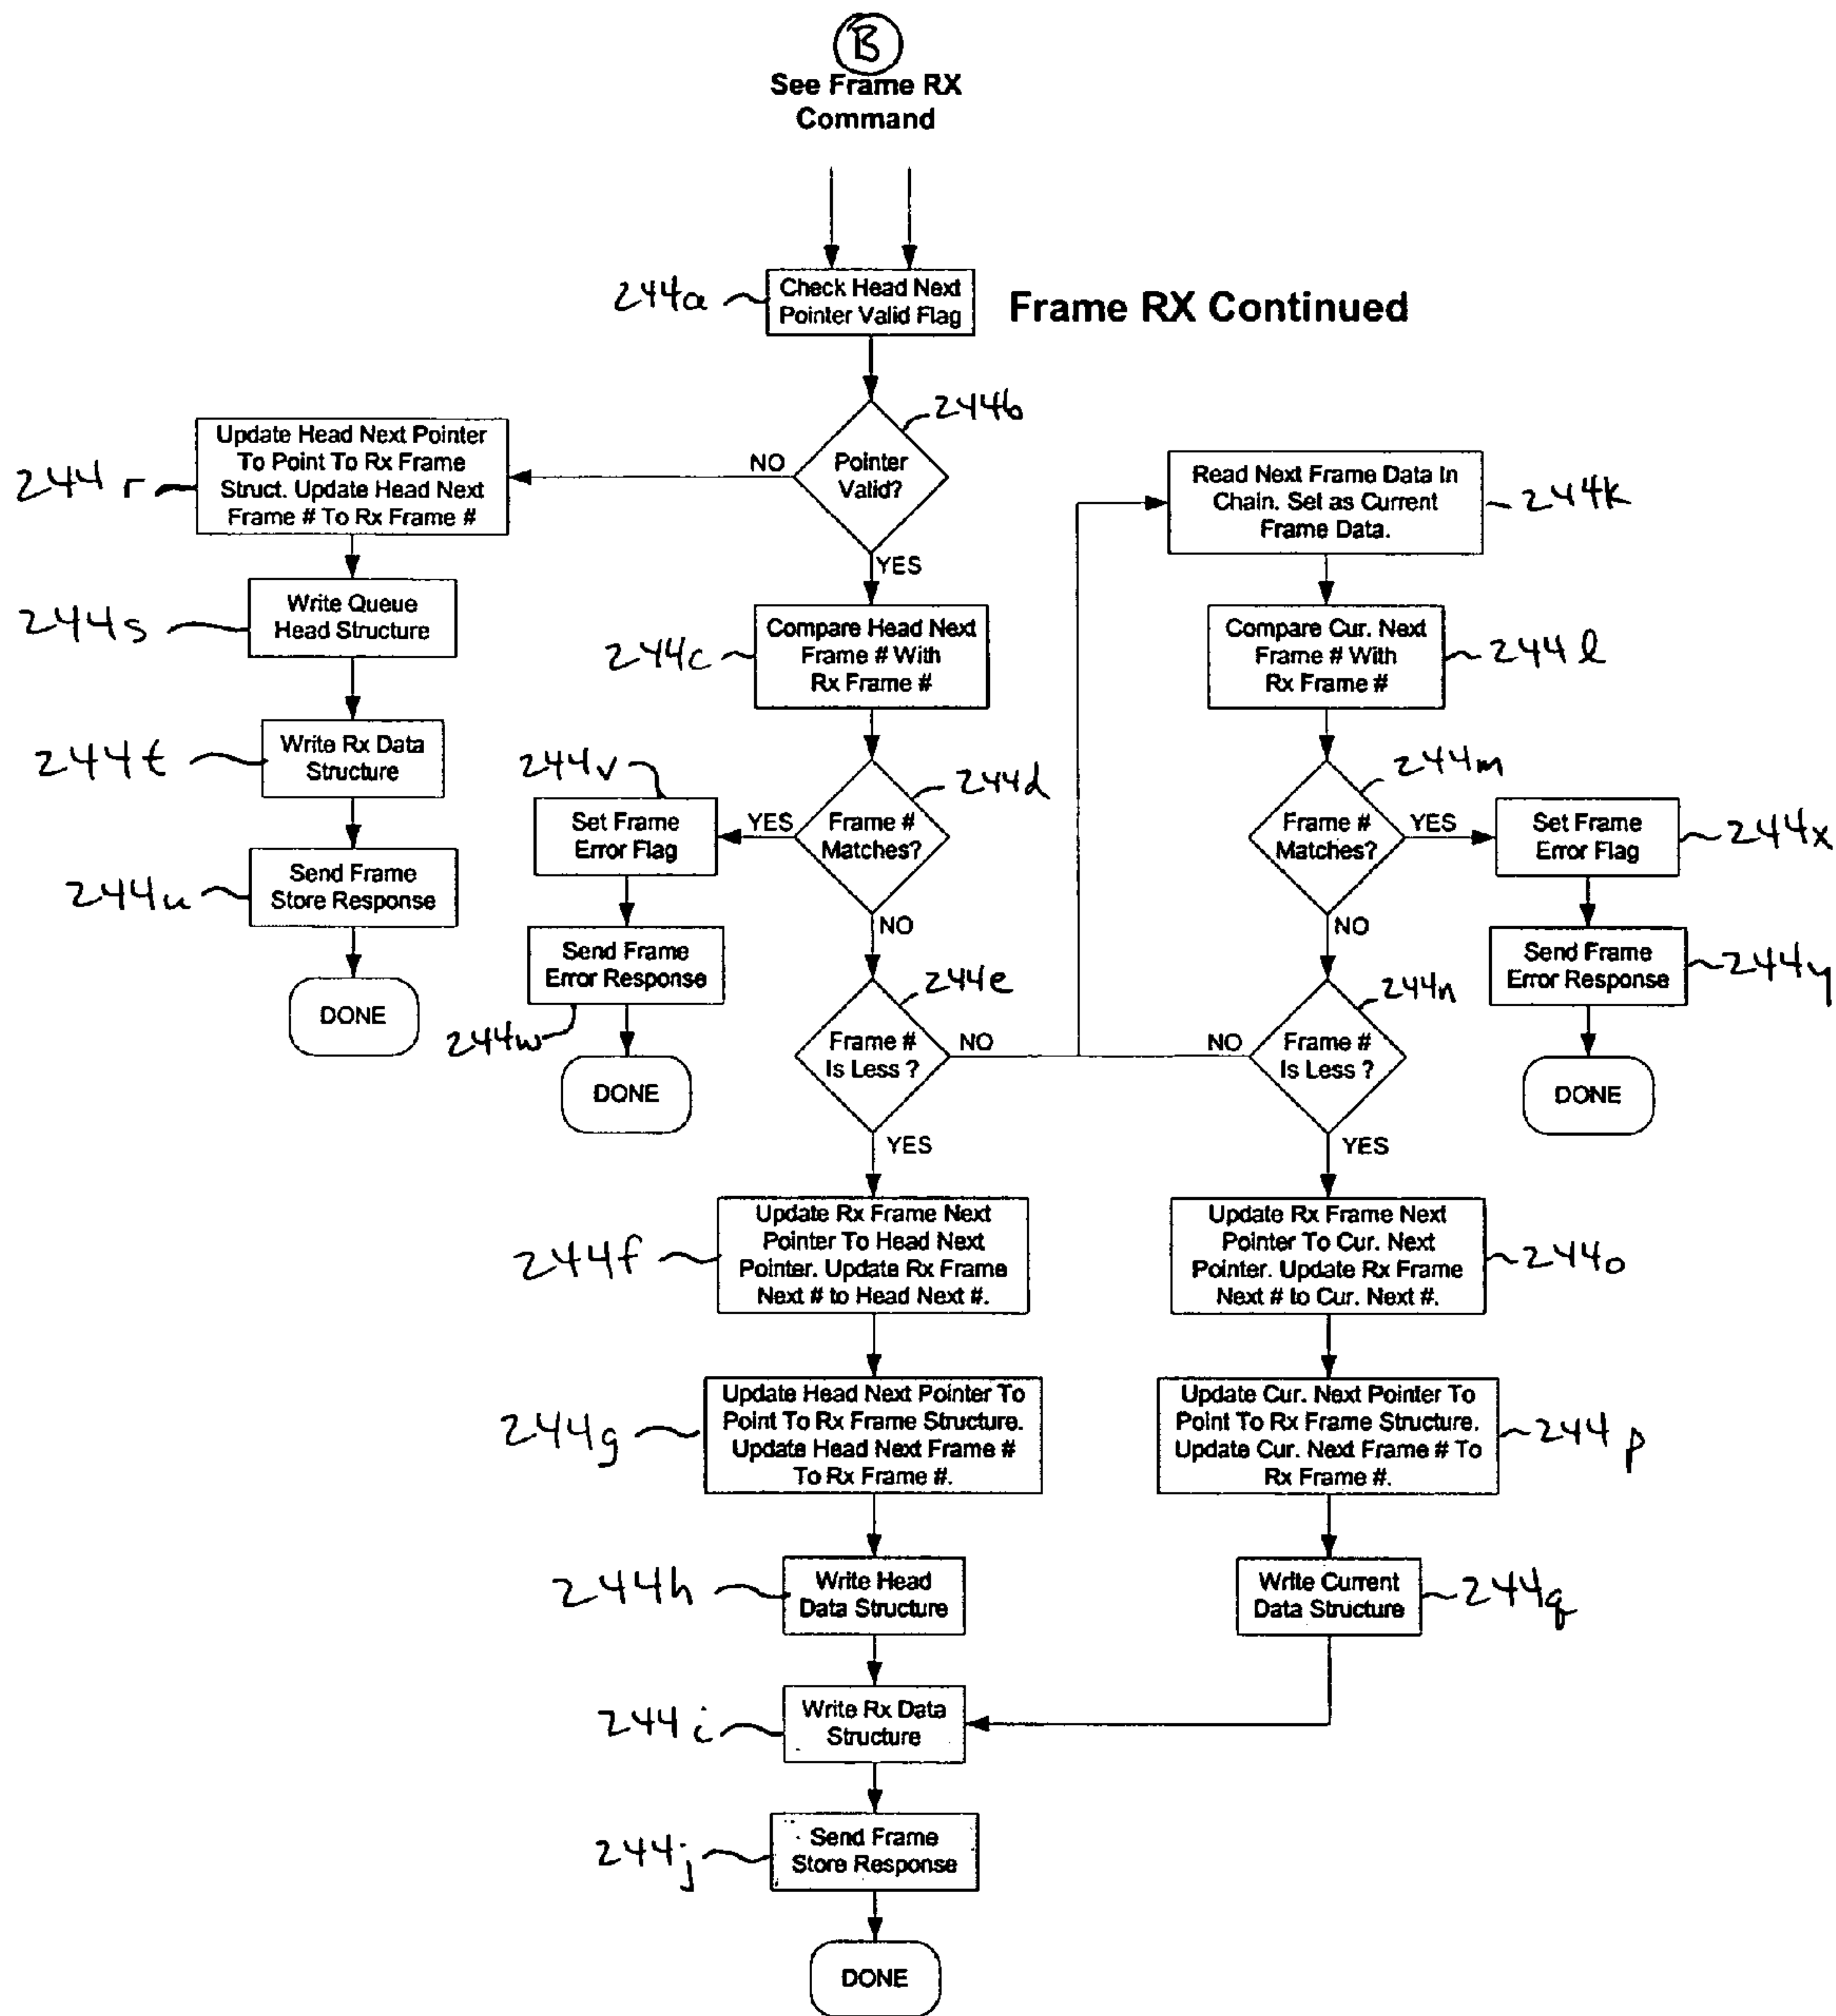 B
See Frame RX
Command
244a
Check Head Next
Pointer Valid Flag
Frame RX Continued
244b
Pointer
Valid?
NO
YES
244r
Update Head Next Pointer
To Point To Rx Frame
Struct. Update Head Next
Frame # To Rx Frame #
244s
Write Queue
Head Structure
244t
Write Rx Data
Structure
244u
Send Frame
Store Response
DONE
244c
Compare Head Next
Frame # With
Rx Frame #
244d
Frame #
Matches?
YES
NO
244v
Set Frame
Error Flag
244w
Send Frame
Error Response
DONE
244e
Frame #
Is Less ?
NO
YES
244f
Update Rx Frame Next
Pointer To Head Next
Pointer. Update Rx Frame
Next # to Head Next #.
244g
Update Head Next Pointer To
Point To Rx Frame Structure.
Update Head Next Frame #
To Rx Frame #.
244h
Write Head
Data Structure
244i
Write Rx Data
Structure
244j
Send Frame
Store Response
DONE
Read Next Frame Data In
Chain. Set as Current
Frame Data.
244k
Compare Cur. Next
Frame # With
Rx Frame #
244l
244m
Frame #
Matches?
YES
NO
Set Frame
Error Flag
244x
Send Frame
Error Response
244y
DONE
244n
Frame #
Is Less ?
NO
YES
Update Rx Frame Next
Pointer To Cur. Next
Pointer. Update Rx Frame
Next # to Cur. Next #.
244o
Update Cur. Next Pointer To
Point To Rx Frame Structure.
Update Cur. Next Frame # To
Rx Frame #.
244p
Write Current
Data Structure
244q